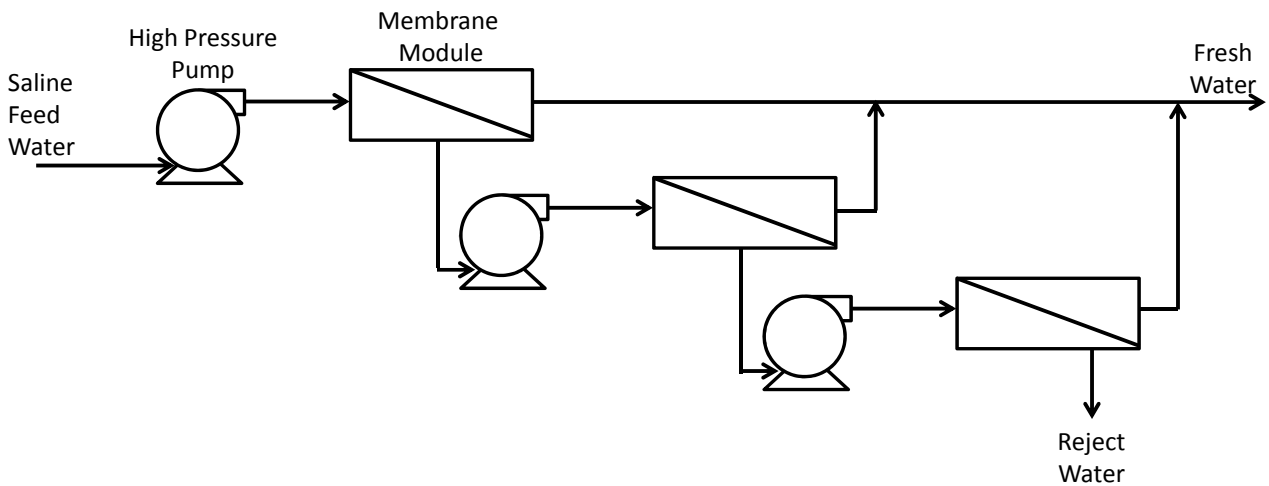 High Pressure
Pump
Membrane
Module
Saline
Feed
Water
Fresh
Water
Reject
Water